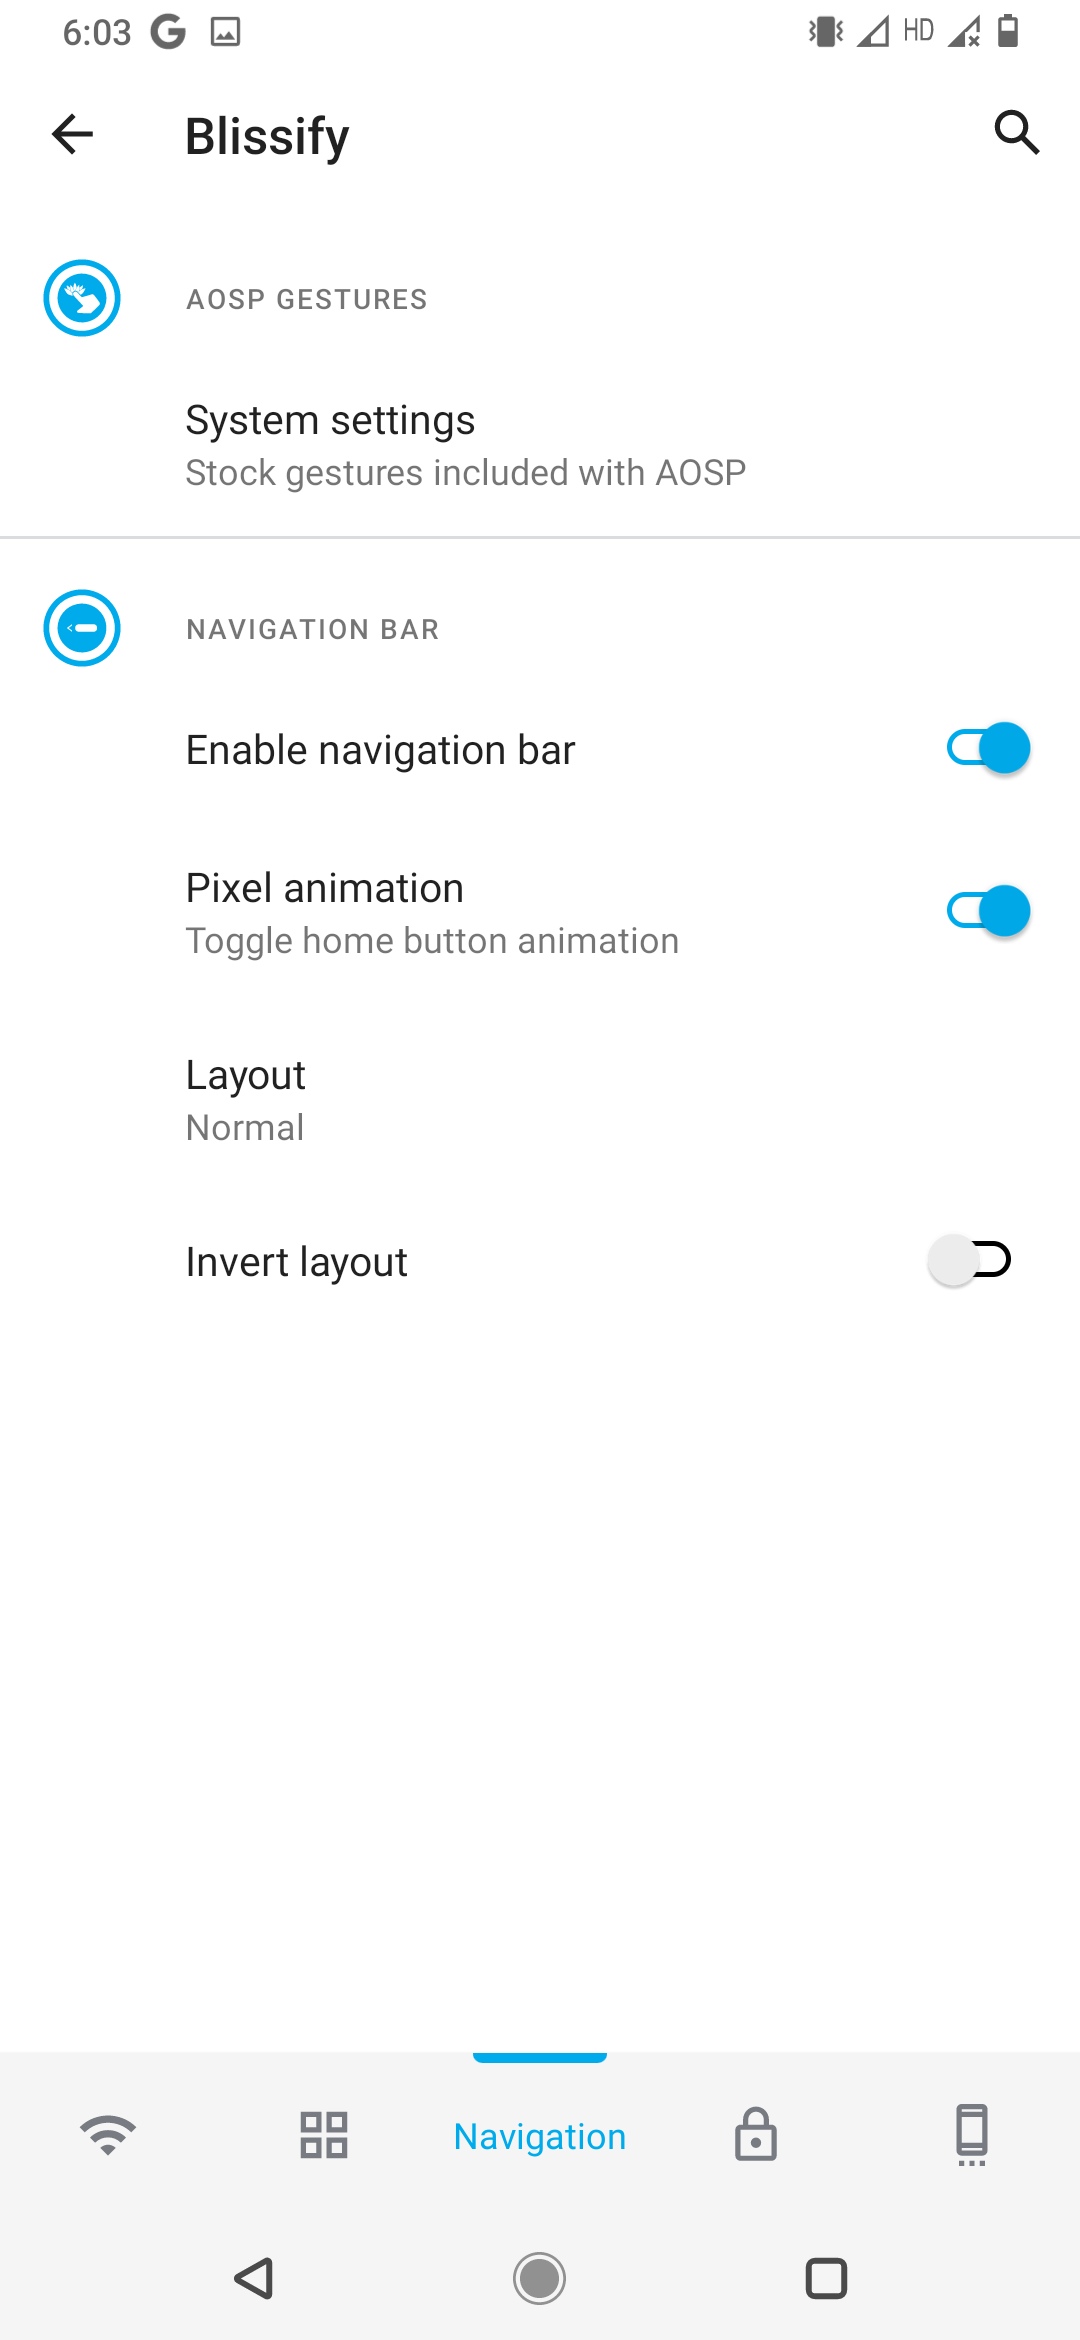 6:03 G HD
Blissify
AOSP GESTURES
System settings
Stock gestures included with AOSP
NAVIGATION BAR
Enable navigation bar
Pixel animation
Toggle home button animation
Layout
Normal
Invert layout
Navigation